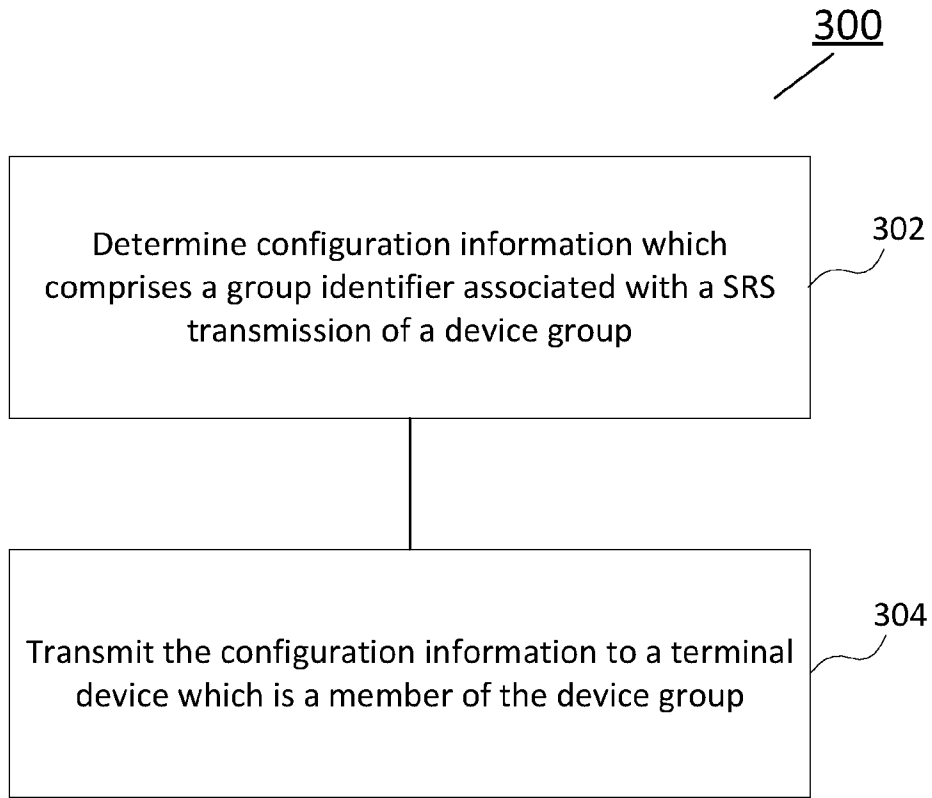 300
Determine configuration information which
comprises a group identifier associated with a SRS
transmission of a device group
302
Transmit the configuration information to a terminal
device which is a member of the device group
304